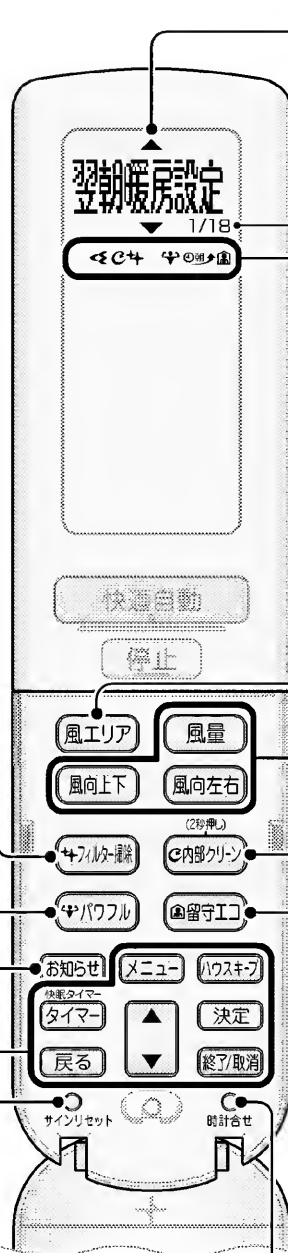 翌朝暖房設定
1/18
朝
快適自動
停止
風エリア
風量
風向上下
風向左右
(2秒押し)
フィルター掃除
内部クリーン
パワフル
留守エコ
お知らせ
メニュー
ハウスキープ
快眠タイマー
タイマー
決定
戻る
終了/取消
サインリセット
時計合せ